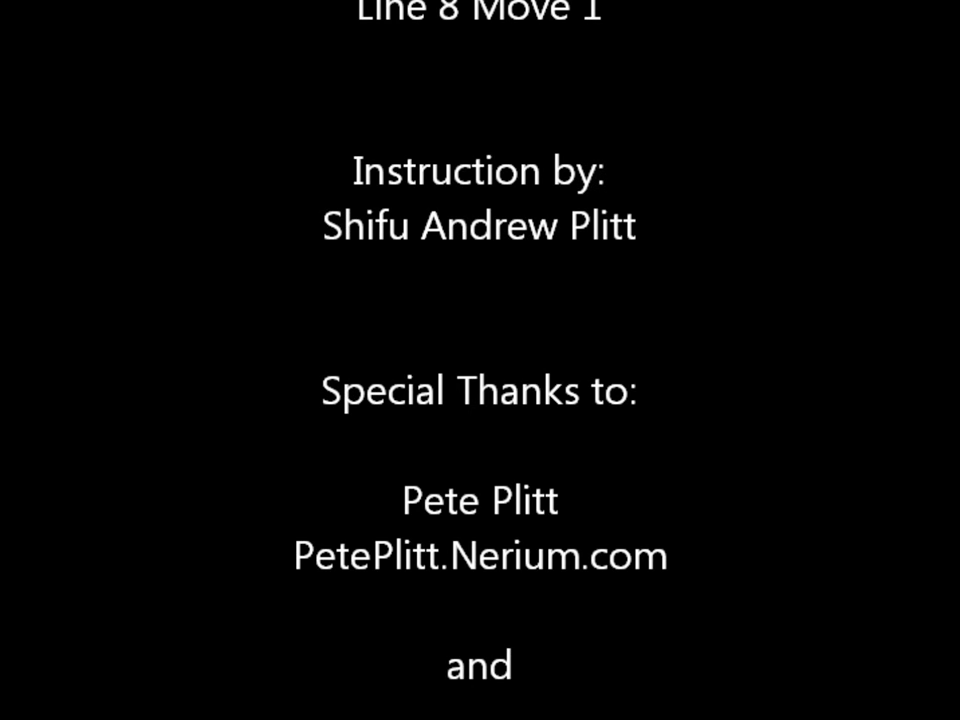 Line 8 Move 1
Instruction by:
Shifu Andrew Plitt
Special Thanks to:
Pete Plitt
PetePlitt.Nerium.com
and